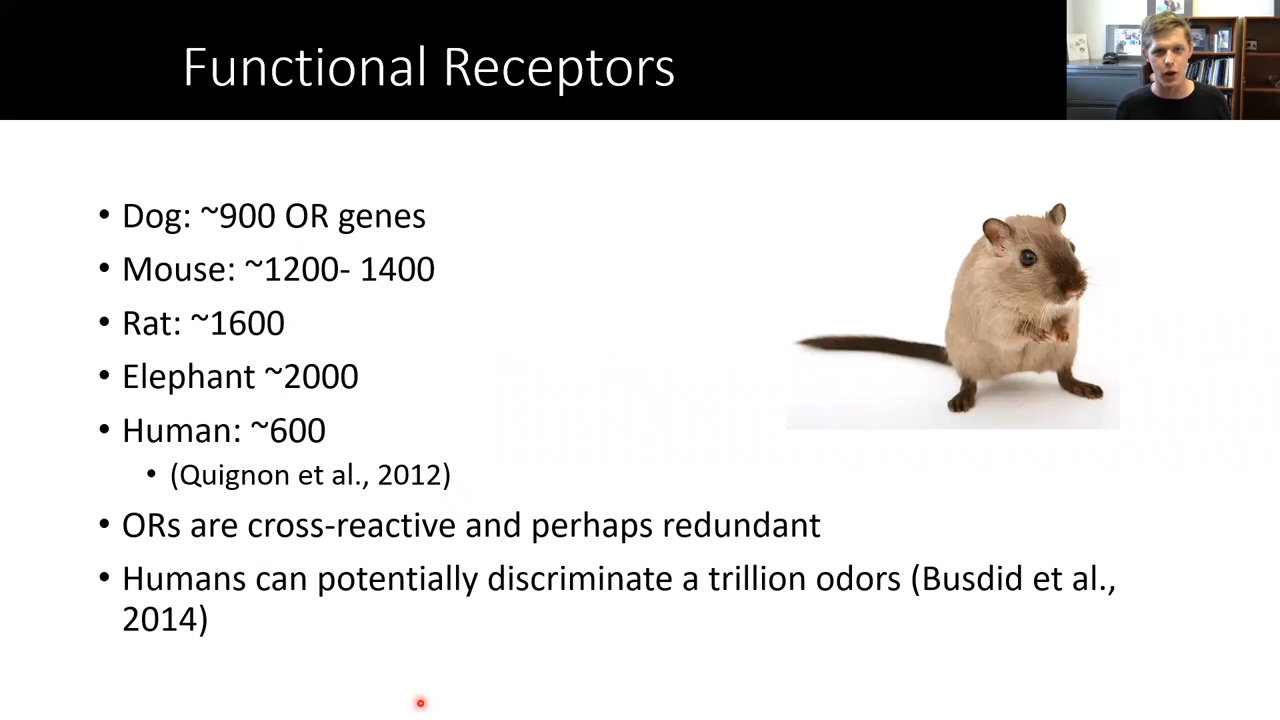 Functional Receptors
• Dog: ~900 OR genes
• Mouse: ~1200- 1400
• Rat: ~1600
• Elephant ~2000
• Human: ~600
• (Quignon et al., 2012)
• ORs are cross-reactive and perhaps redundant
• Humans can potentially discriminate a trillion odors (Busdid et al.,
2014)